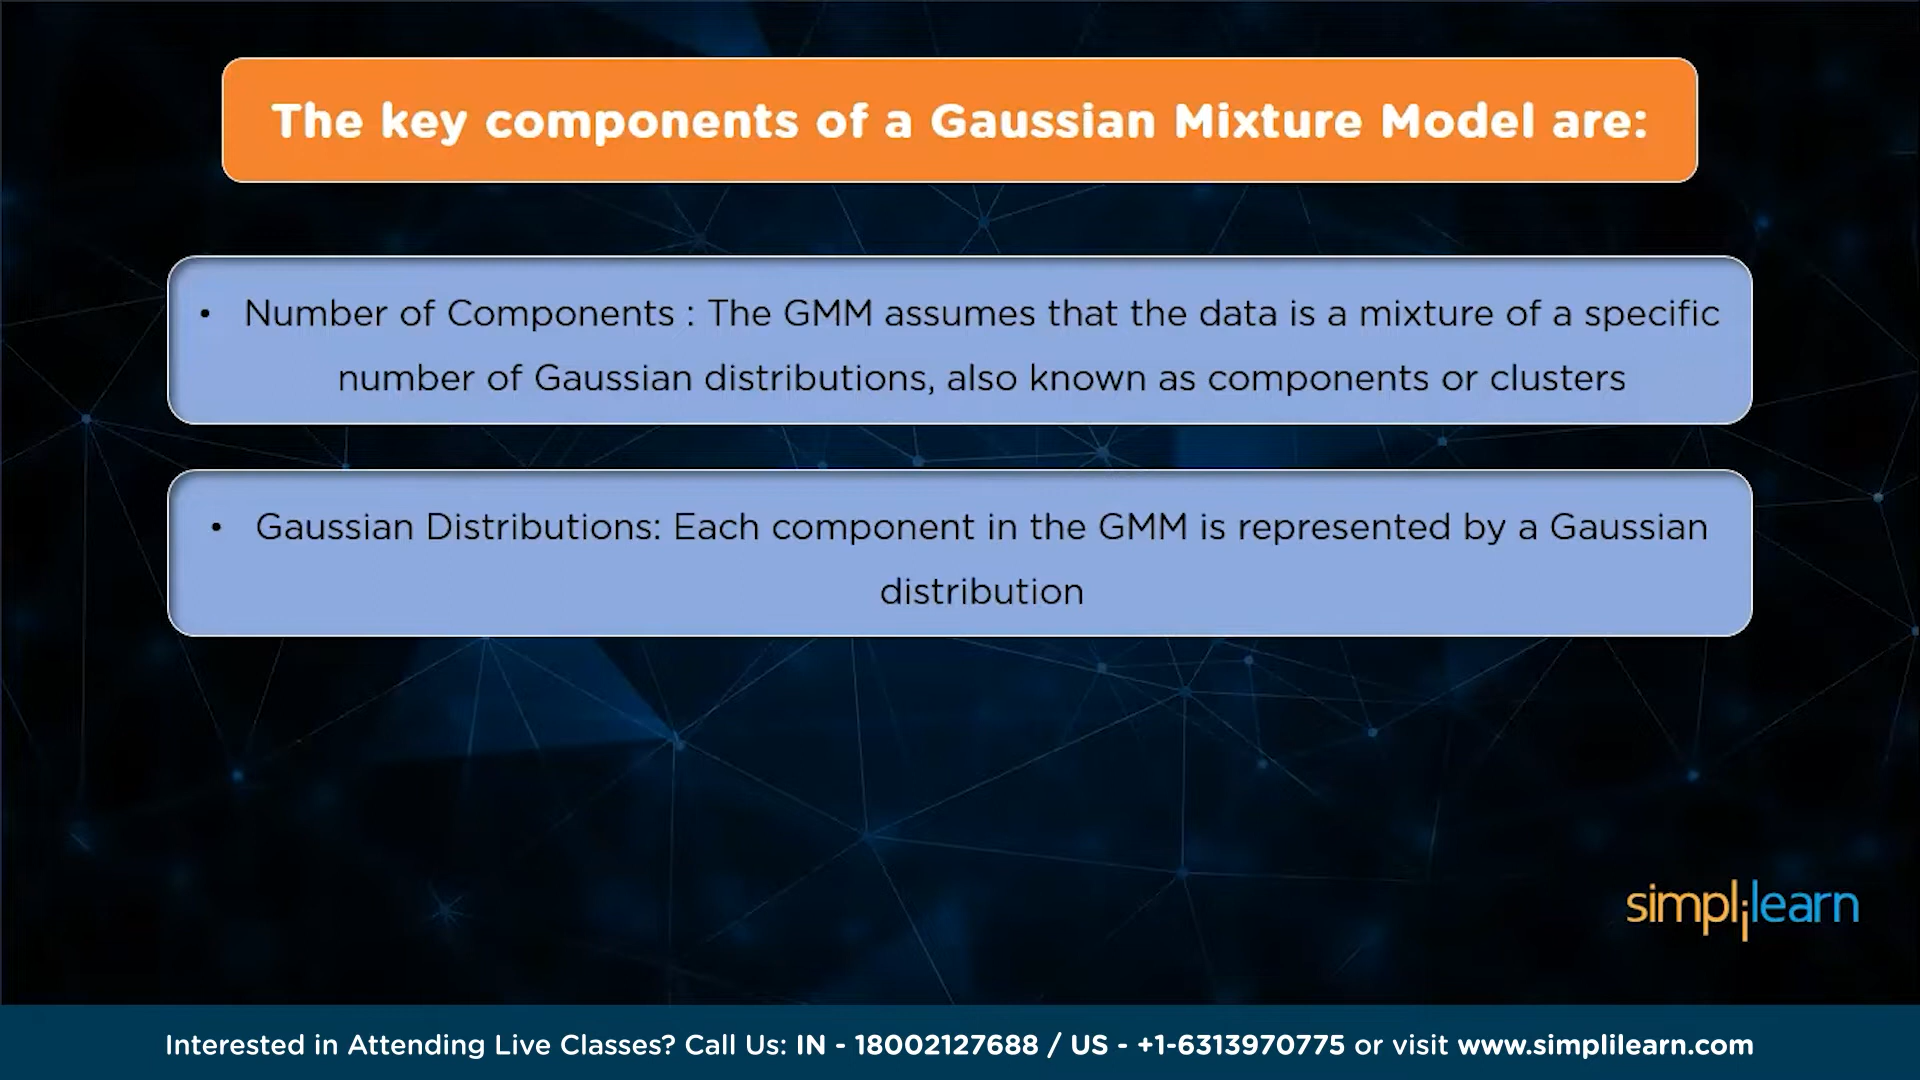 The key components of a Gaussian Mixture Model are:
• Number of Components : The GMM assumes that the data is a mixture of a specific
number of Gaussian distributions, also known as components or clusters
• Gaussian Distributions: Each component in the GMM is represented by a Gaussian
distribution
simplilearn
Interested in Attending Live Classes? Call Us: IN - 18002127688 / US - +1-6313970775 or visit www.simplilearn.com